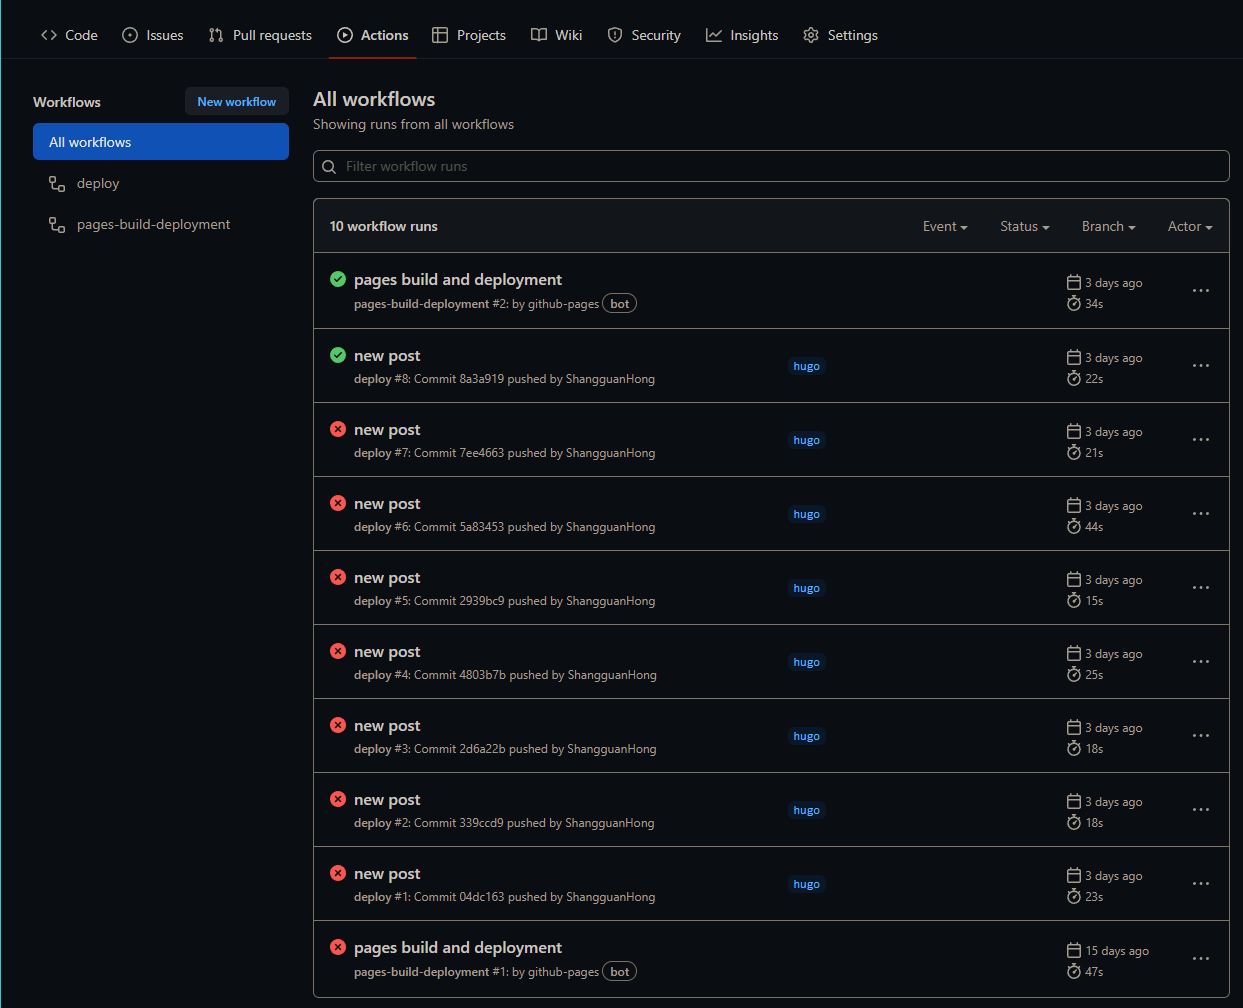 Code Issues Pull requests Actions Projects Wiki Security Insights Settings
Workflows New workflow
All workflows
deploy
pages-build-deployment
All workflows
Showing runs from all workflows
Filter workflow runs
10 workflow runs Event Status Branch Actor
pages build and deployment
pages-build-deployment #2: by github-pages bot
3 days ago
34s
new post
deploy #8: Commit 8a3a919 pushed by ShangguanHong
hugo
3 days ago
22s
new post
deploy #7: Commit 7ee4663 pushed by ShangguanHong
hugo
3 days ago
21s
new post
deploy #6: Commit 5a83453 pushed by ShangguanHong
hugo
3 days ago
44s
new post
deploy #5: Commit 2939bc9 pushed by ShangguanHong
hugo
3 days ago
15s
new post
deploy #4: Commit 4803b7b pushed by ShangguanHong
hugo
3 days ago
25s
new post
deploy #3: Commit 2d6a22b pushed by ShangguanHong
hugo
3 days ago
18s
new post
deploy #2: Commit 339ccd9 pushed by ShangguanHong
hugo
3 days ago
18s
new post
deploy #1: Commit 04dc163 pushed by ShangguanHong
hugo
3 days ago
23s
pages build and deployment
pages-build-deployment #1: by github-pages bot
15 days ago
47s